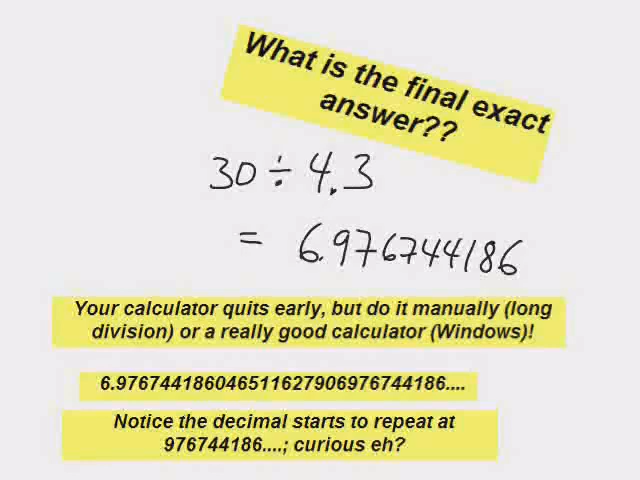 What is the final exact
answer??
30 ÷ 4.3
= 6.976744186
Your calculator quits early, but do it manually (long
division) or a really good calculator (Windows)!
6.976744186046511627906976744186....
Notice the decimal starts to repeat at
976744186....; curious eh?